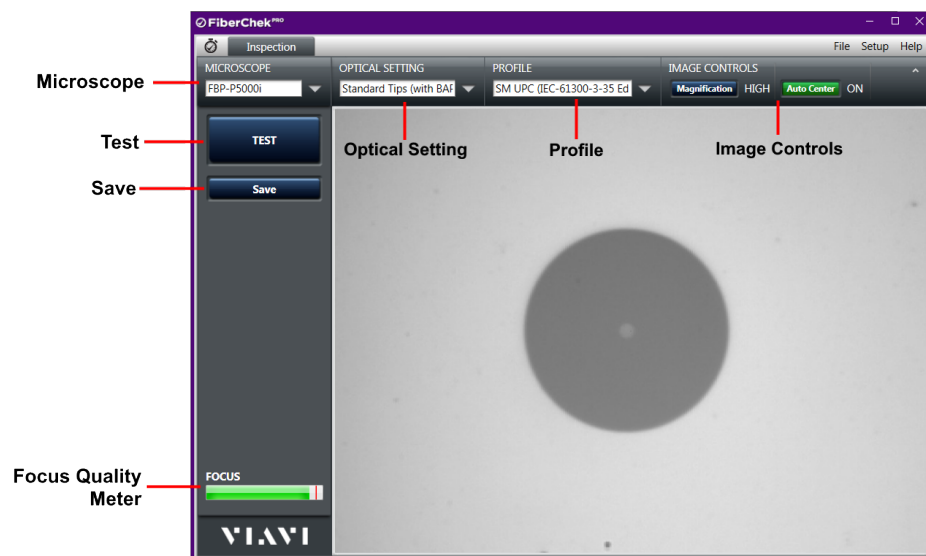 FiberChek PRO
Inspection
File Setup Help
MICROSCOPE
OPTICAL SETTING
PROFILE
IMAGE CONTROLS
Microscope
FBP-P5000i
Standard Tips (with BAP
SM UPC (IEC-61300-3-35 Ed
Magnification HIGH Auto Center ON
Test
TEST
Optical Setting
Profile
Image Controls
Save
Save
Focus Quality
Meter
FOCUS
VIAVI